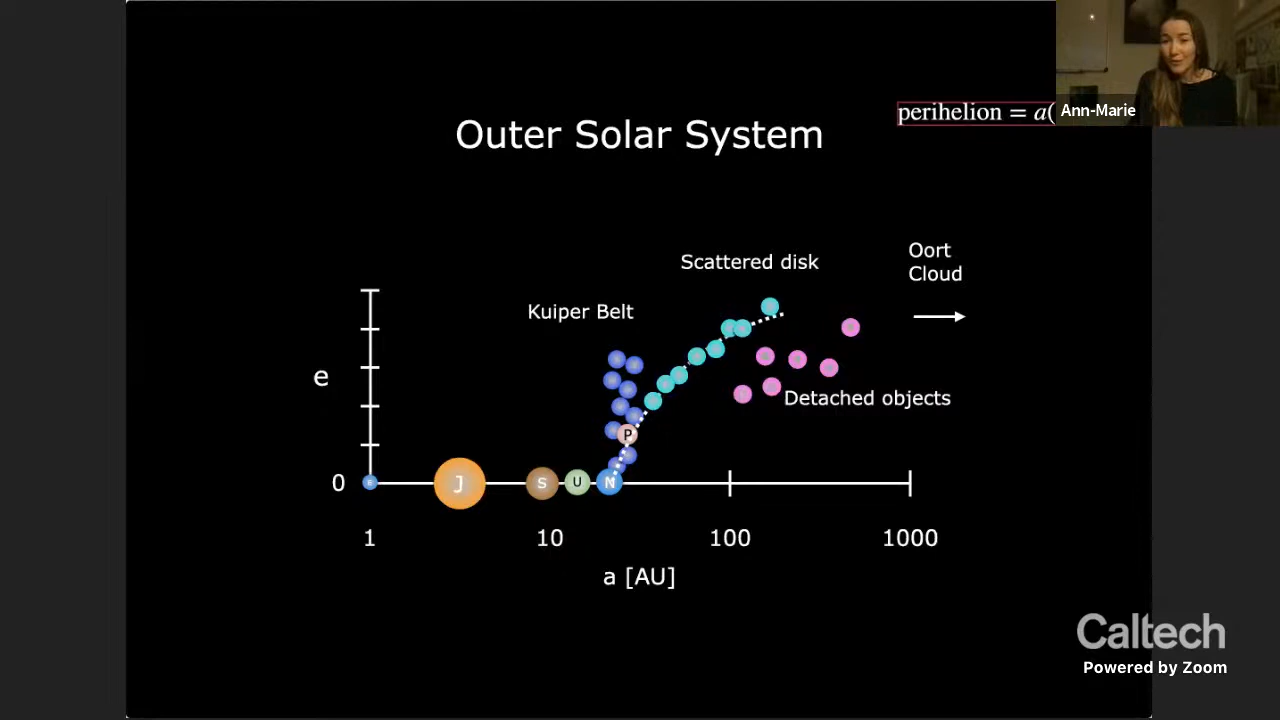 perihelion = a(
Ann-Marie
Outer Solar System
Scattered disk
Oort
Cloud
Kuiper Belt
e
Detached objects
P
0
J
S
U
N
1
10
100
1000
a [AU]
Caltech
Powered by Zoom